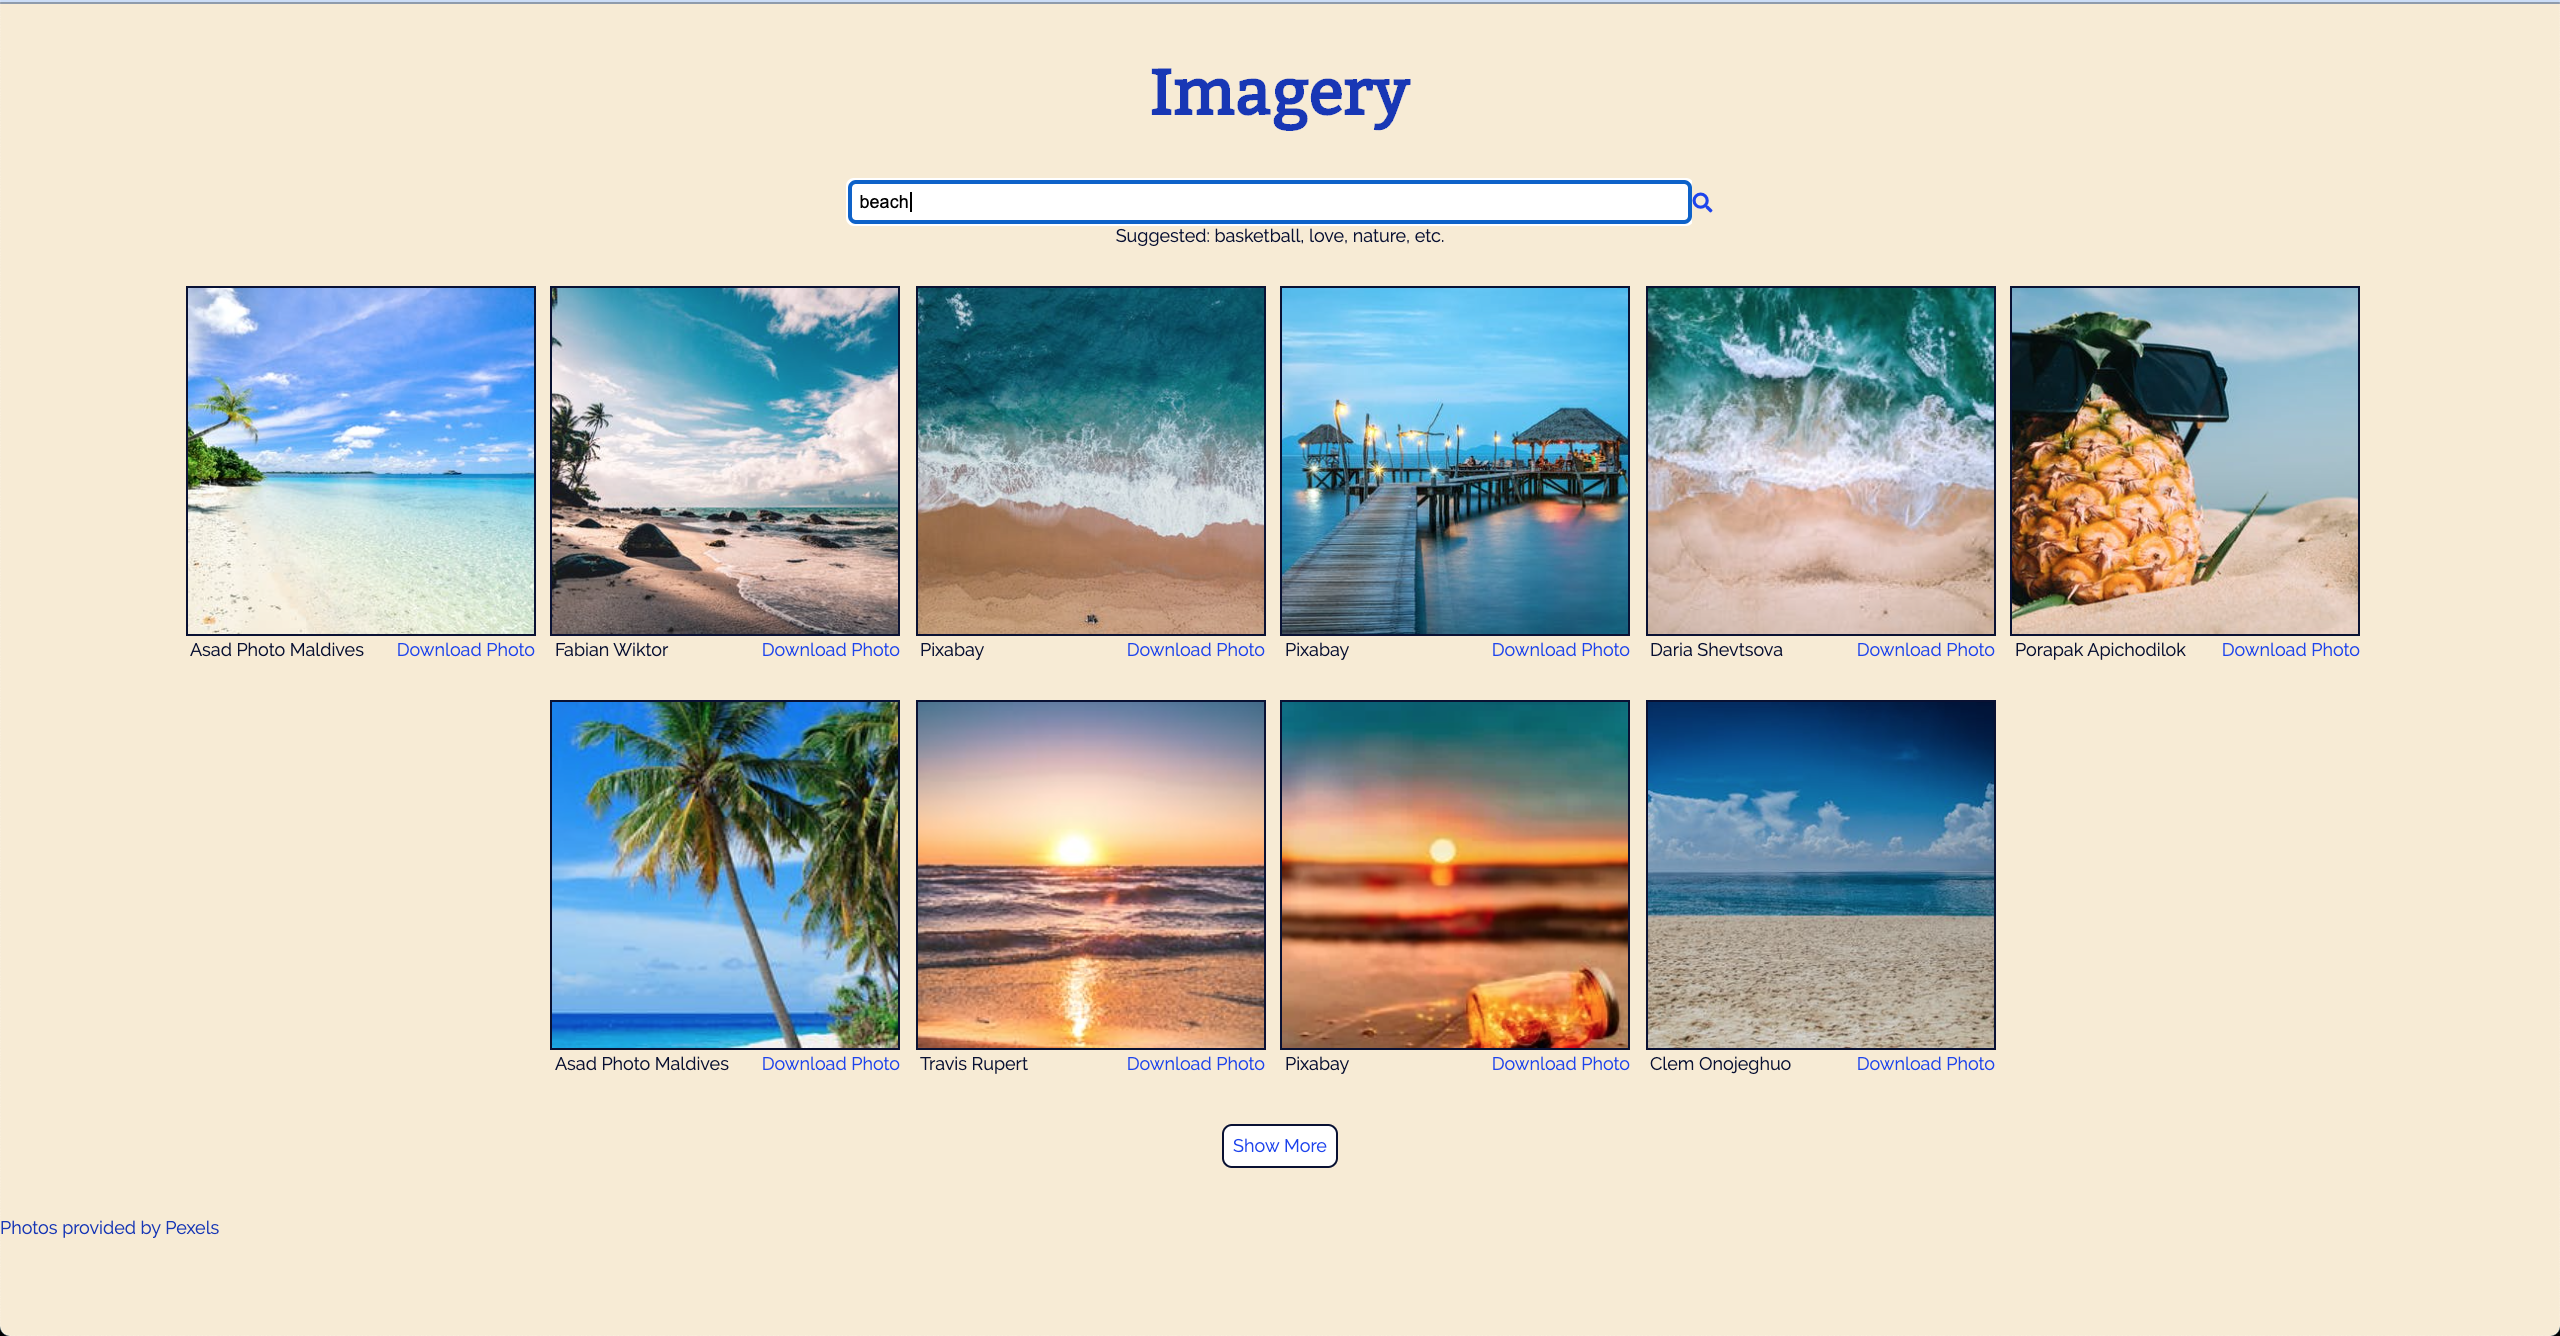 Imagery
beach
Suggested: basketball, love, nature, etc.
Asad Photo Maldives Download Photo
Fabian Wiktor Download Photo
Pixabay Download Photo
Pixabay Download Photo
Daria Shevtsova Download Photo
Porapak Apichodilok Download Photo
Asad Photo Maldives Download Photo
Travis Rupert Download Photo
Pixabay Download Photo
Clem Onojeghuo Download Photo
Show More
Photos provided by Pexels